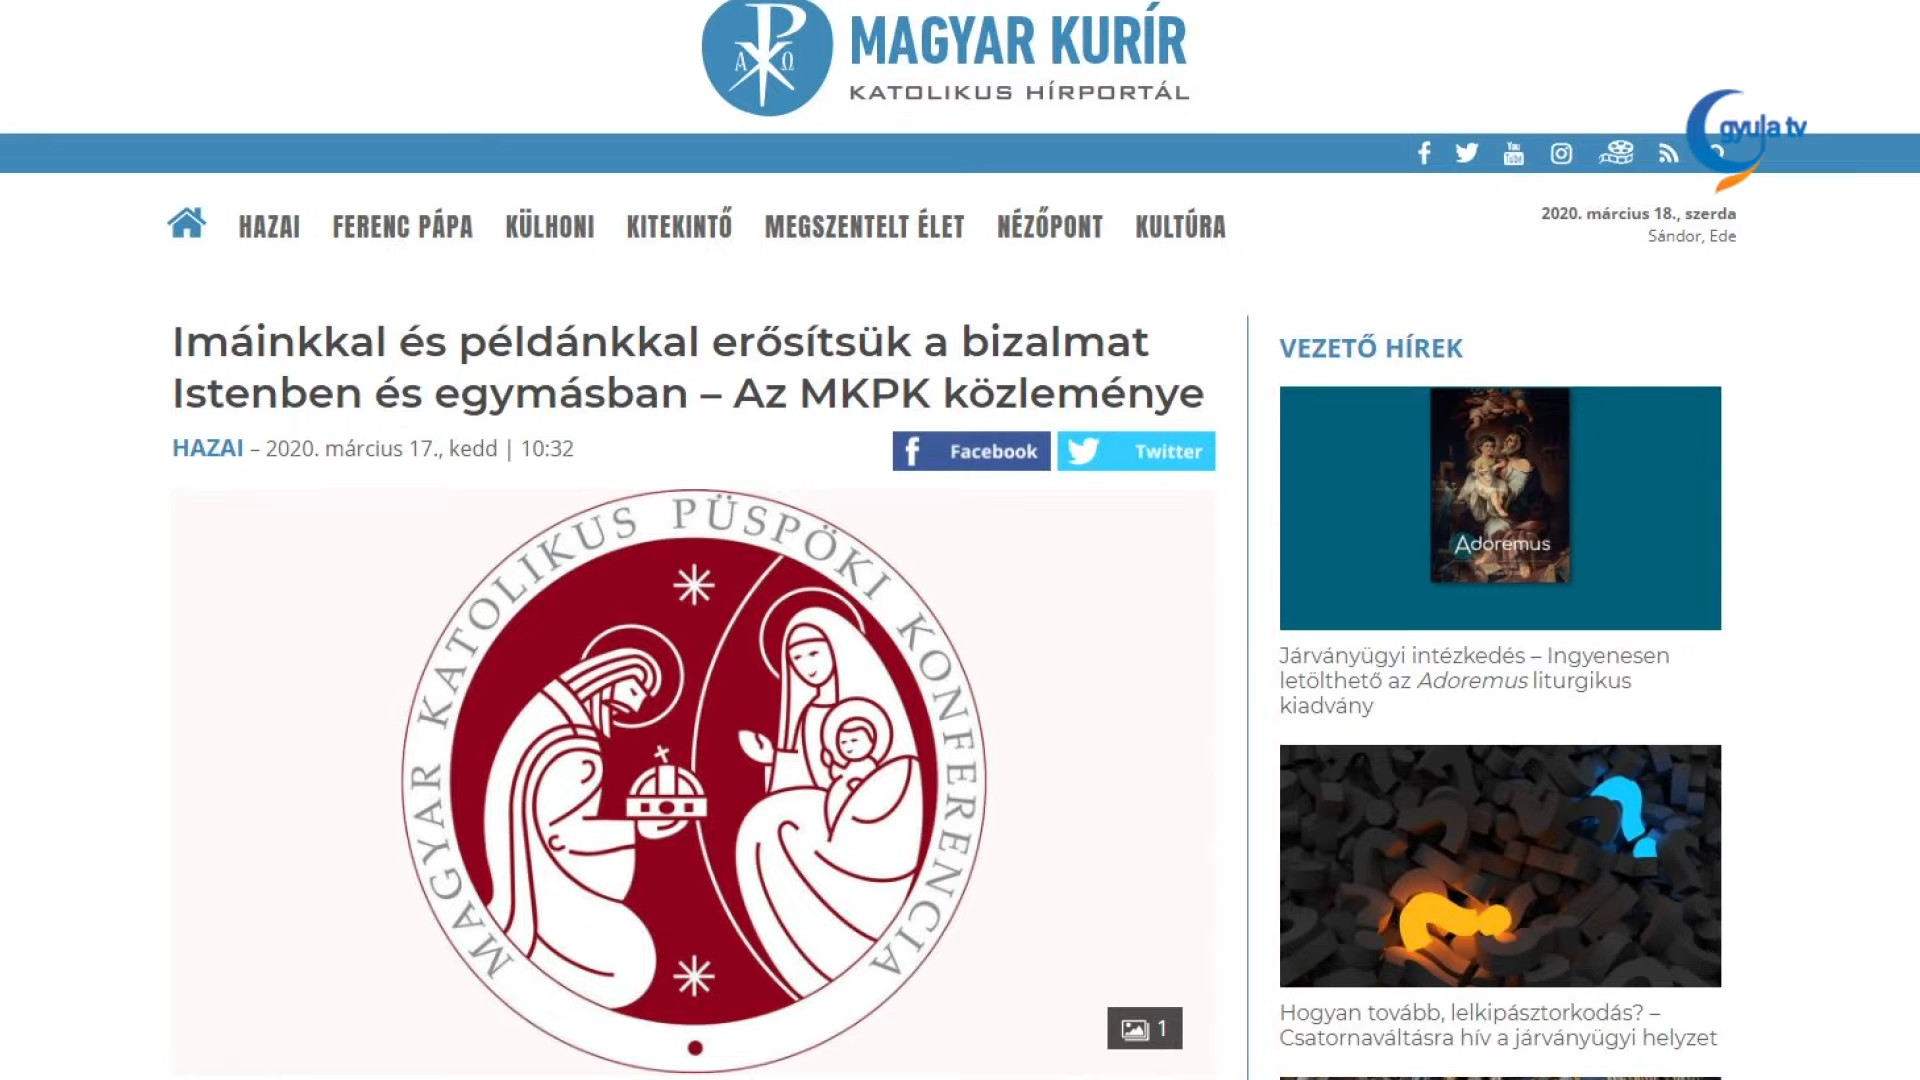 MAGYAR KURÍR
KATOLIKUS HÍRPORTÁL
Α Ω
You
Tube
gyula tv
HAZAI FERENC PÁPA KÜLHONI KITEKINTŐ MEGSZENTELT ÉLET NÉZŐPONT KULTÚRA
2020. március 18., szerda
Sándor, Ede
Imáinkkal és példánkkal erősítsük a bizalmat
Istenben és egymásban – Az MKPK közleménye
HAZAI – 2020. március 17., kedd | 10:32
Facebook
Twitter
MAGYAR KATOLIKUS PÜSPÖKI KONFERENCIA
1
VEZETŐ HÍREK
Adoremus
Járványügyi intézkedés – Ingyenesen
letölthető az Adoremus liturgikus
kiadvány
Hogyan tovább, lelkipásztorkodás? –
Csatornaváltásra hív a járványügyi helyzet